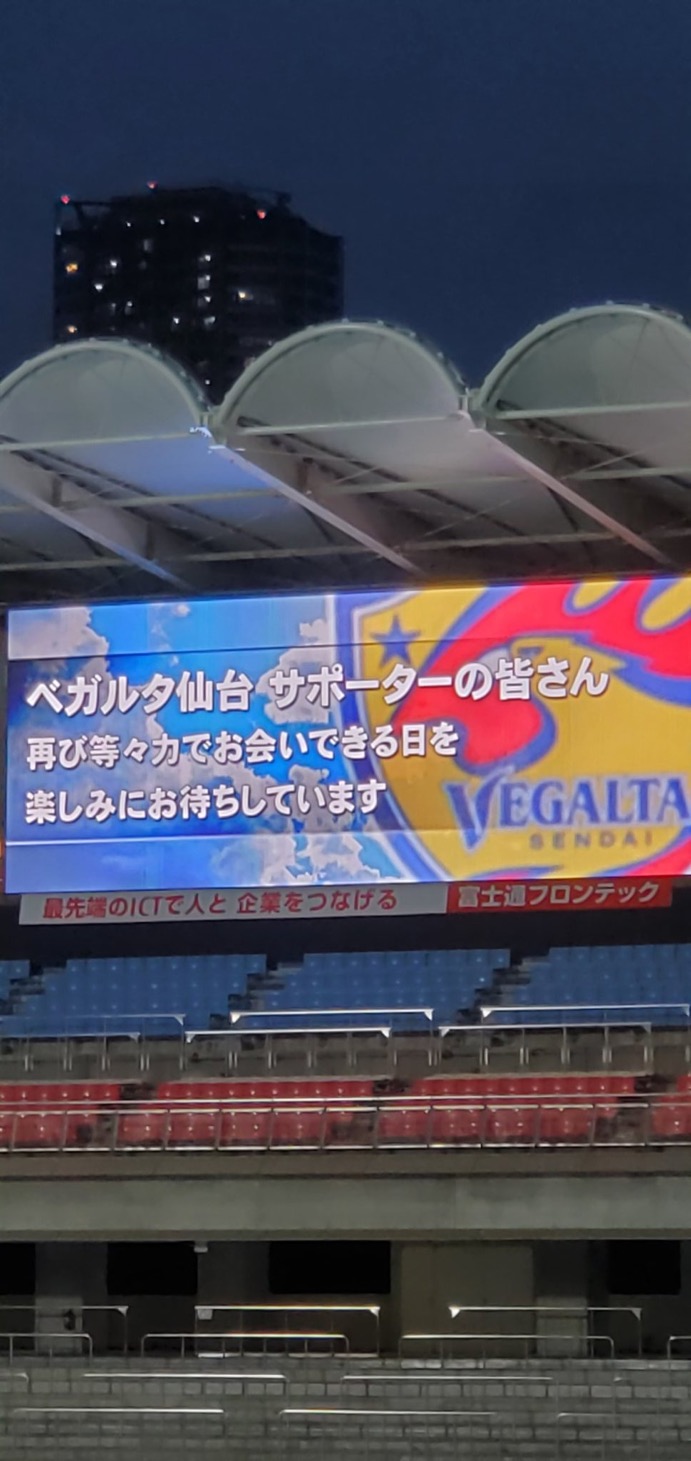 ベガルタ仙台 サポーターの皆さん
再び等々力でお会いできる日を
楽しみにお待ちしています
VEGALTA
SENDAI
最先端のICTで人と 企業をつなげる 富士通フロンテック